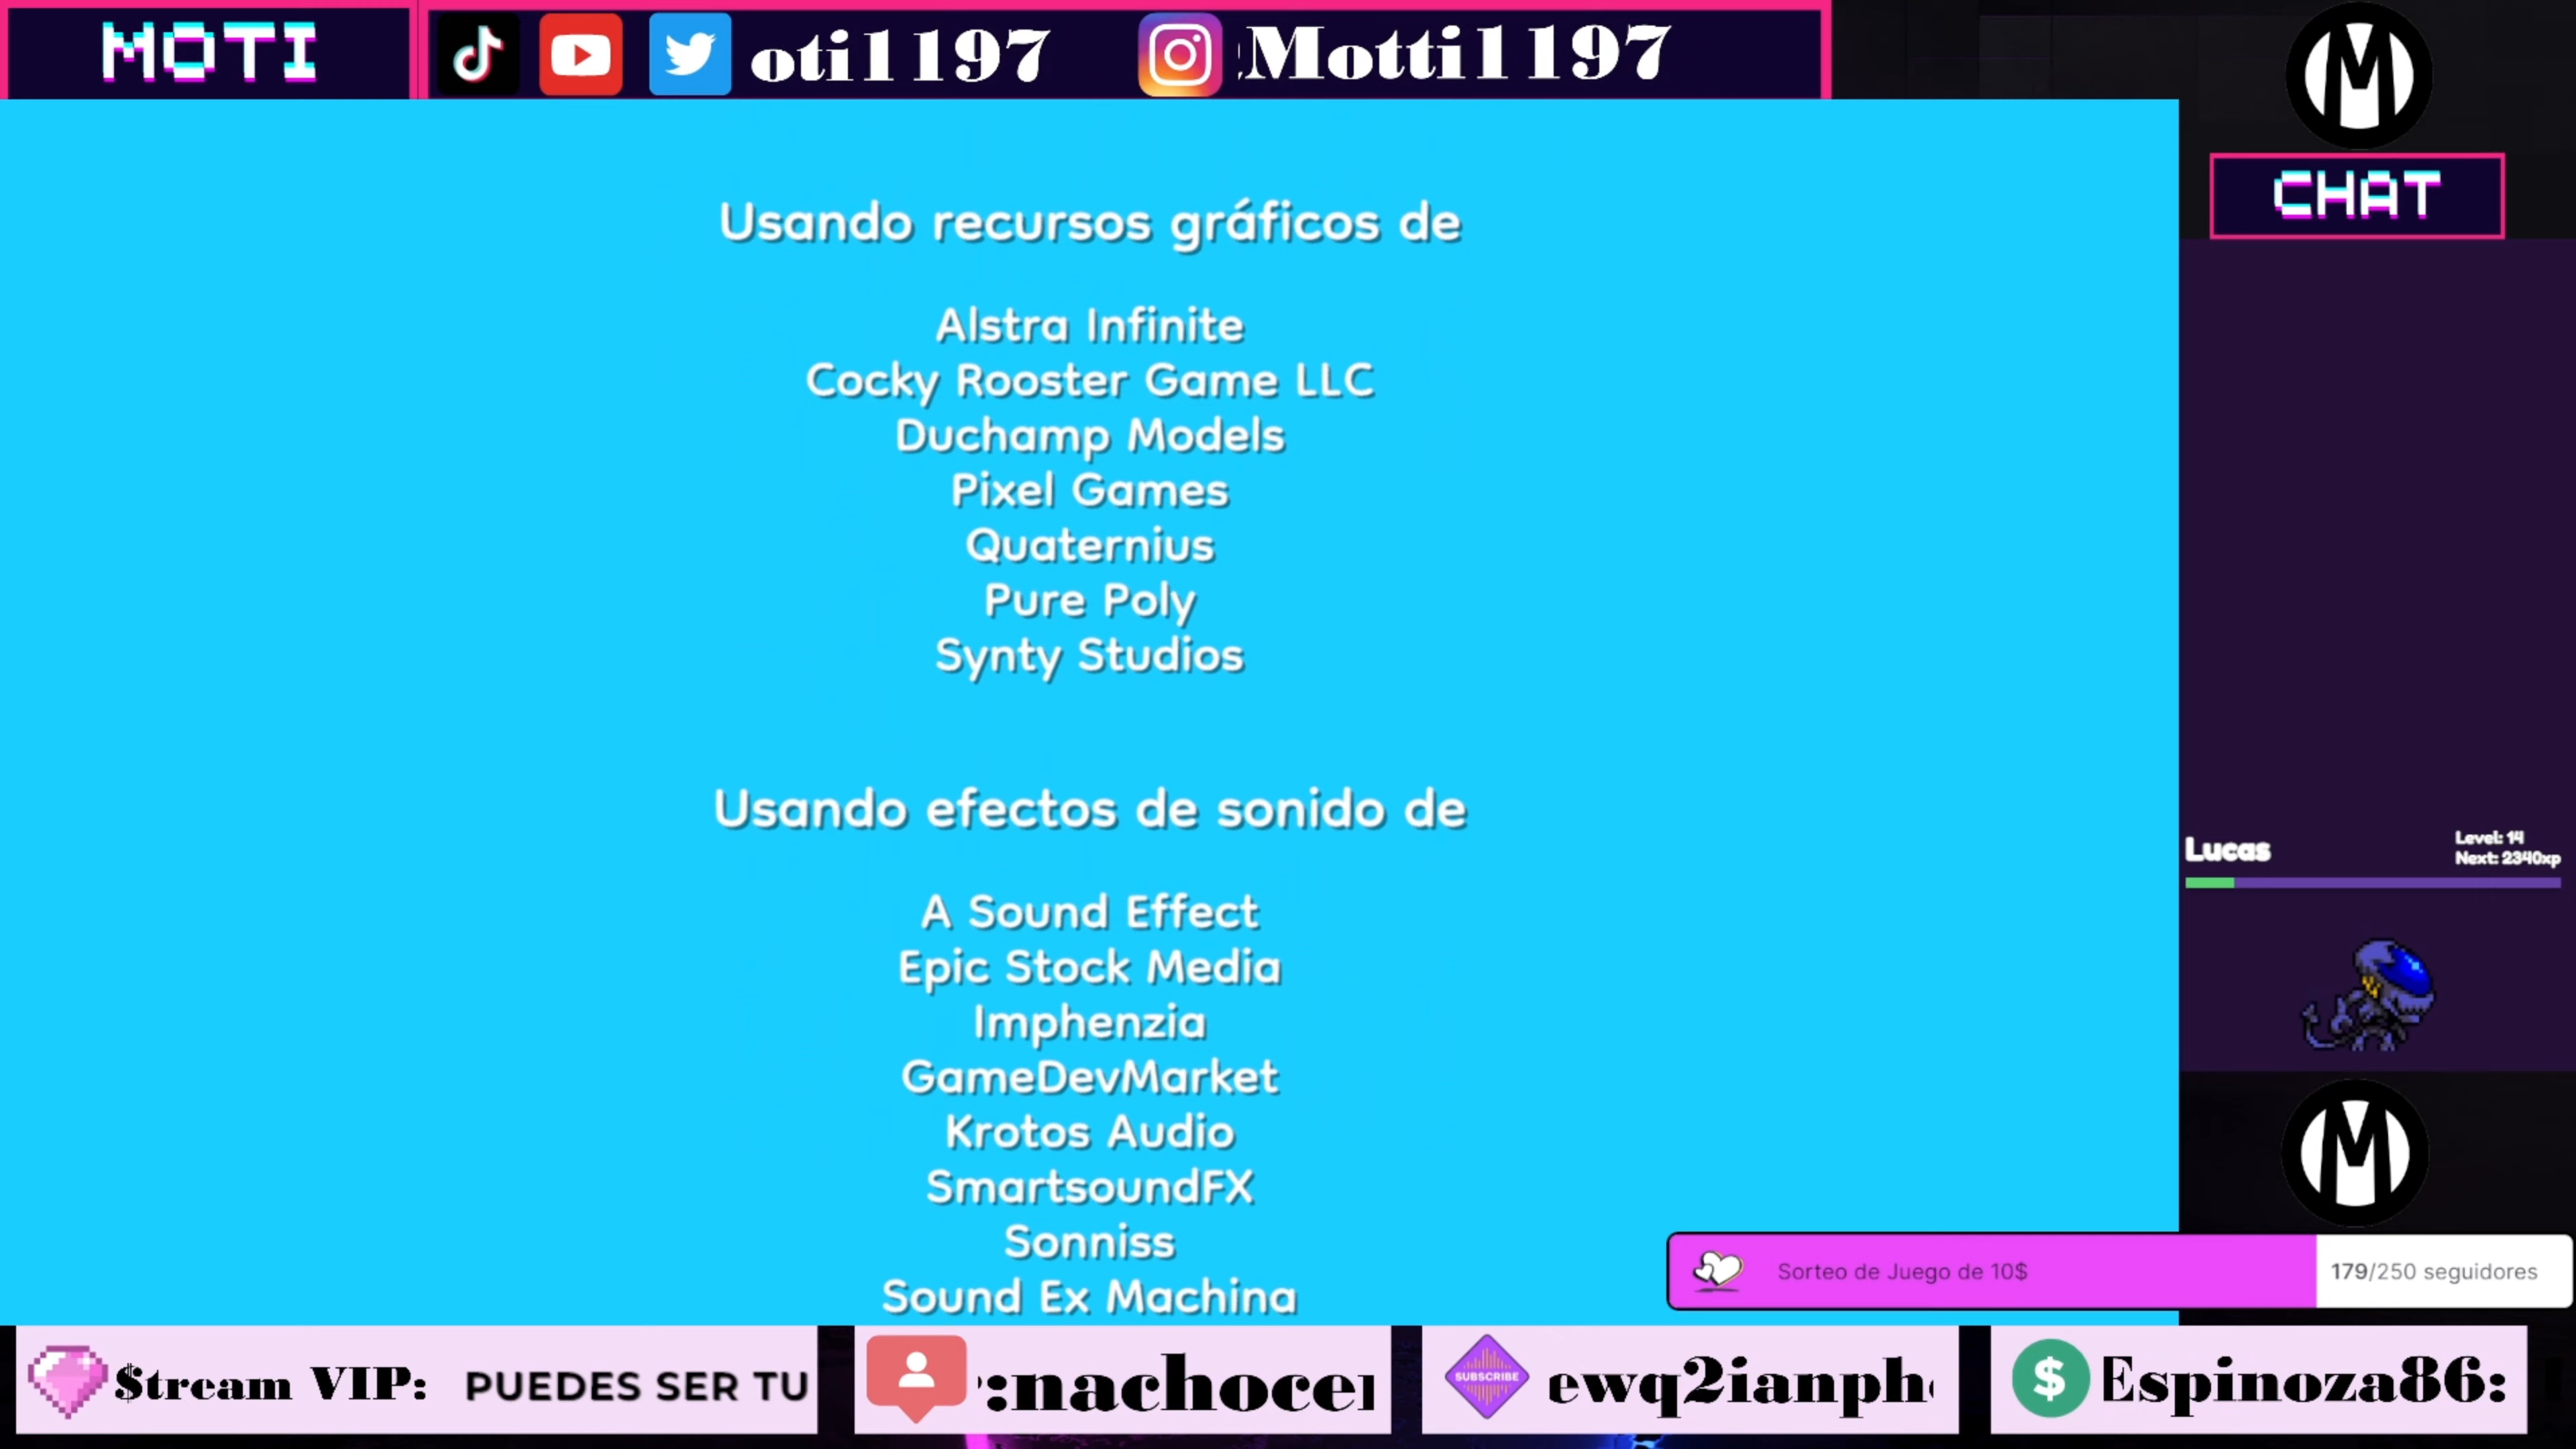 MOTI
oti1197
Motti1197
CHAT
Usando recursos gráficos de
Alstra Infinite
Cocky Rooster Game LLC
Duchamp Models
Pixel Games
Quaternius
Pure Poly
Synty Studios
Usando efectos de sonido de
A Sound Effect
Epic Stock Media
Imphenzia
GameDevMarket
Krotos Audio
SmartsoundFX
Sonniss
Sound Ex Machina
Lucas
Level: 14
Next: 2340xp
Sorteo de Juego de 10$
179/250 seguidores
$tream VIP: PUEDES SER TU
:nachocer
SUBSCRIBE
ewq2ianph
$
Espinoza86: